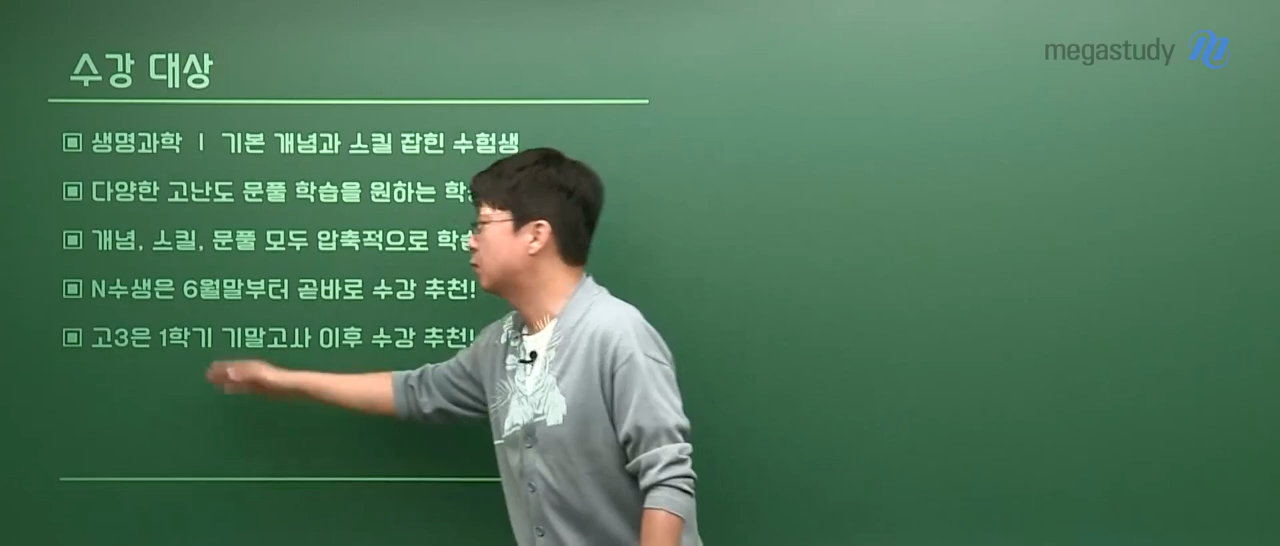 megastudy
수강 대상
▣ 생명과학 Ⅰ 기본 개념과 스킬 잡힌 수험생
▣ 다양한 고난도 문풀 학습을 원하는
▣ 개념, 스킬, 문풀 모두 압축적으로
▣ N수생은 6월말부터 곧바로 수강 추천!
▣ 고3은 1학기 기말고사 이후 수강 추천!